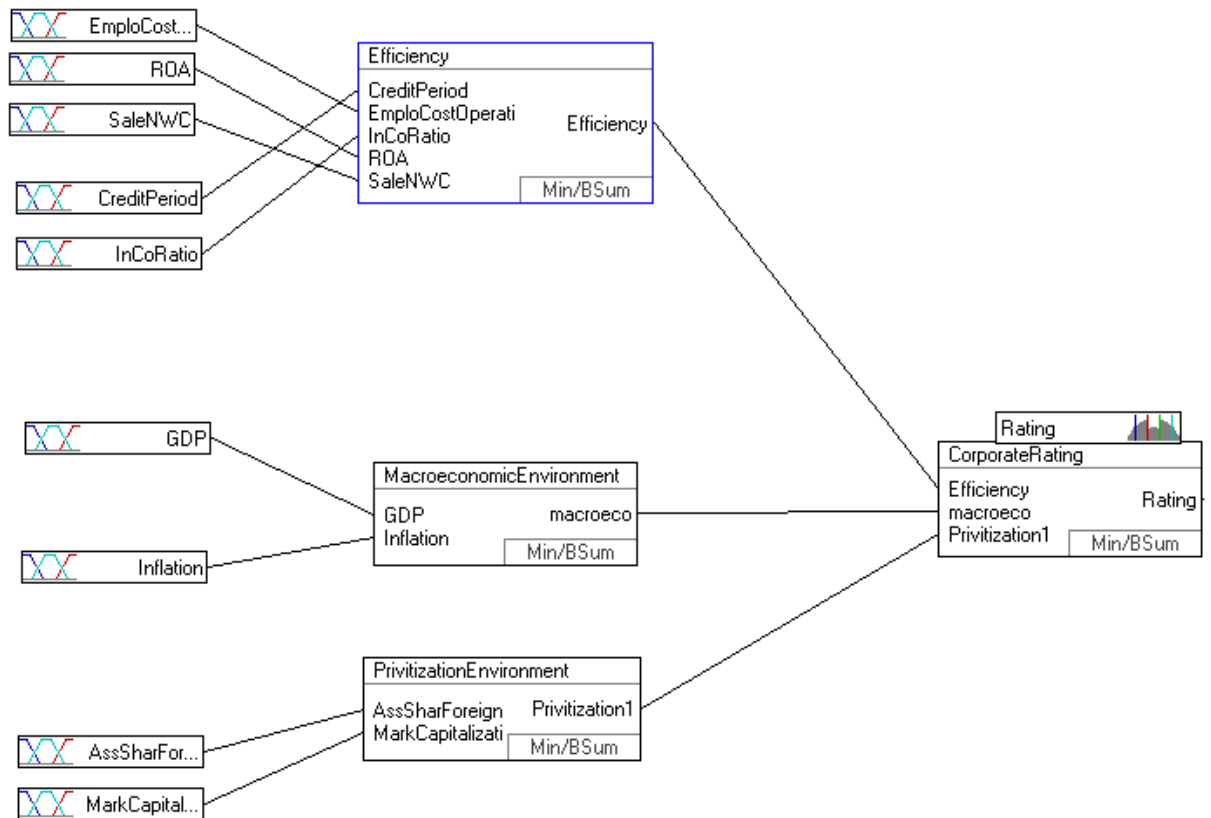 EmploCost...
ROA
SaleNWC
CreditPeriod
InCoRatio
Efficiency
CreditPeriod
EmploCostOperati
InCoRatio
ROA
SaleNWC
Efficiency
Min/BSum
GDP
Inflation
MacroeconomicEnvironment
GDP
Inflation
macroeco
Min/BSum
AssSharFor...
MarkCapital...
PrivitizationEnvironment
AssSharForeign
MarkCapitalizati
Privitization1
Min/BSum
Rating
CorporateRating
Efficiency
macroeco
Privitization1
Rating
Min/BSum